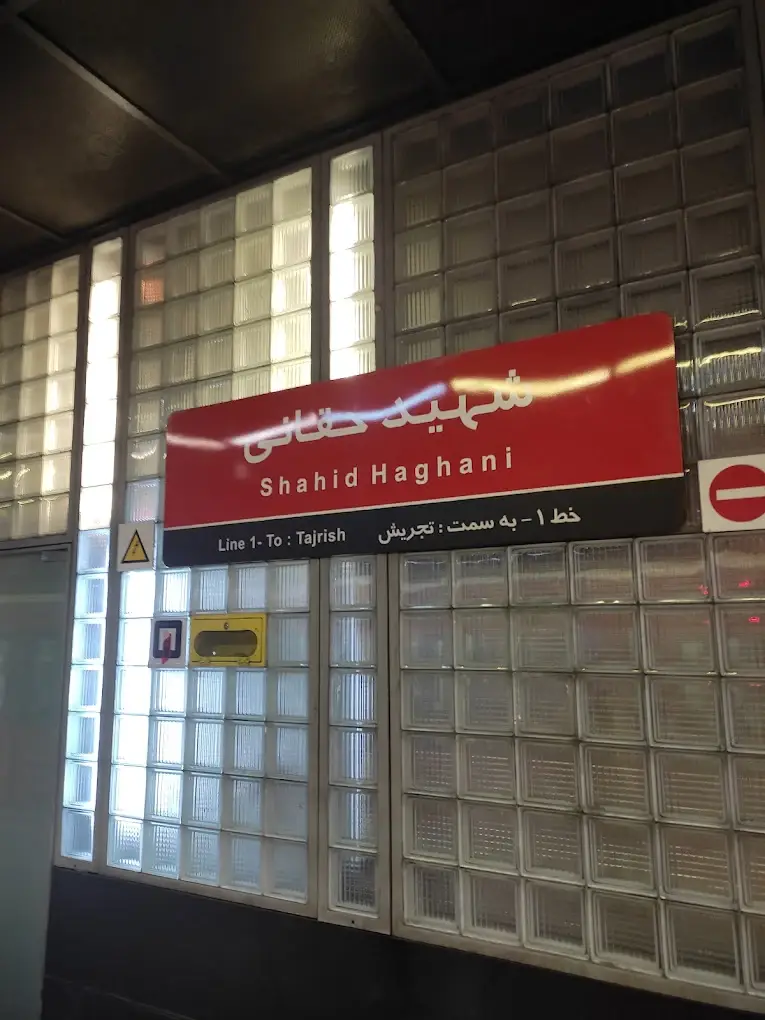 شهید حقانی
Shahid Haghani
Line 1- To : Tajrish
خط ۱ - به سمت : تجریش